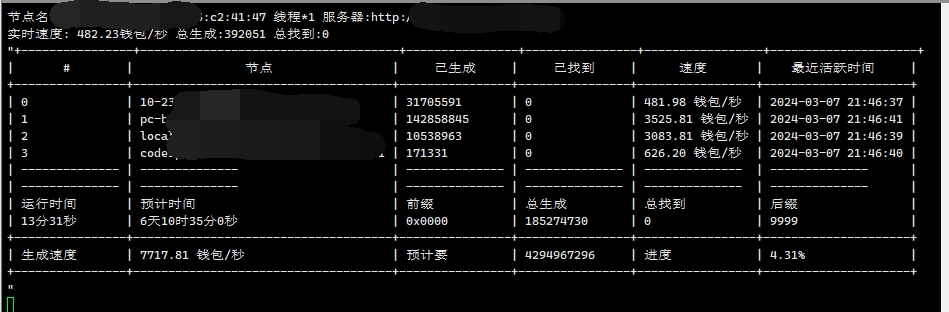 节点名 :c2:41:47 线程*1 服务器:http:/
实时速度: 482.23钱包/秒 总生成:392051 总找到:0
"+
# | 节点 | 已生成 | 已找到 | 速度 | 最近活跃时间
0 | 10-23 | 31705591 | 0 | 481.98 钱包/秒 | 2024-03-07 21:46:37
1 | pc- | 142858845 | 0 | 3525.81 钱包/秒 | 2024-03-07 21:46:41
2 | loca | 10538963 | 0 | 3083.81 钱包/秒 | 2024-03-07 21:46:39
3 | code | 171331 | 0 | 626.20 钱包/秒 | 2024-03-07 21:46:40
运行时间 | 预计时间 | 前缀 | 总生成 | 总找到 | 后缀
13分31秒 | 6天10时35分0秒 | 0x0000 | 185274730 | 0 | 9999
生成速度 | 7717.81 钱包/秒 | 预计要 | 4294967296 | 进度 | 4.31%
"